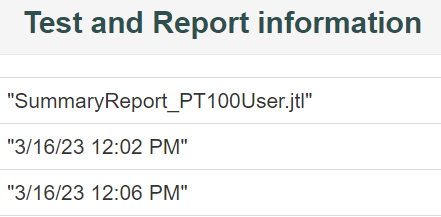 Test and Report information
"SummaryReport_PT100User.jtl"
"3/16/23 12:02 PM"
"3/16/23 12:06 PM"